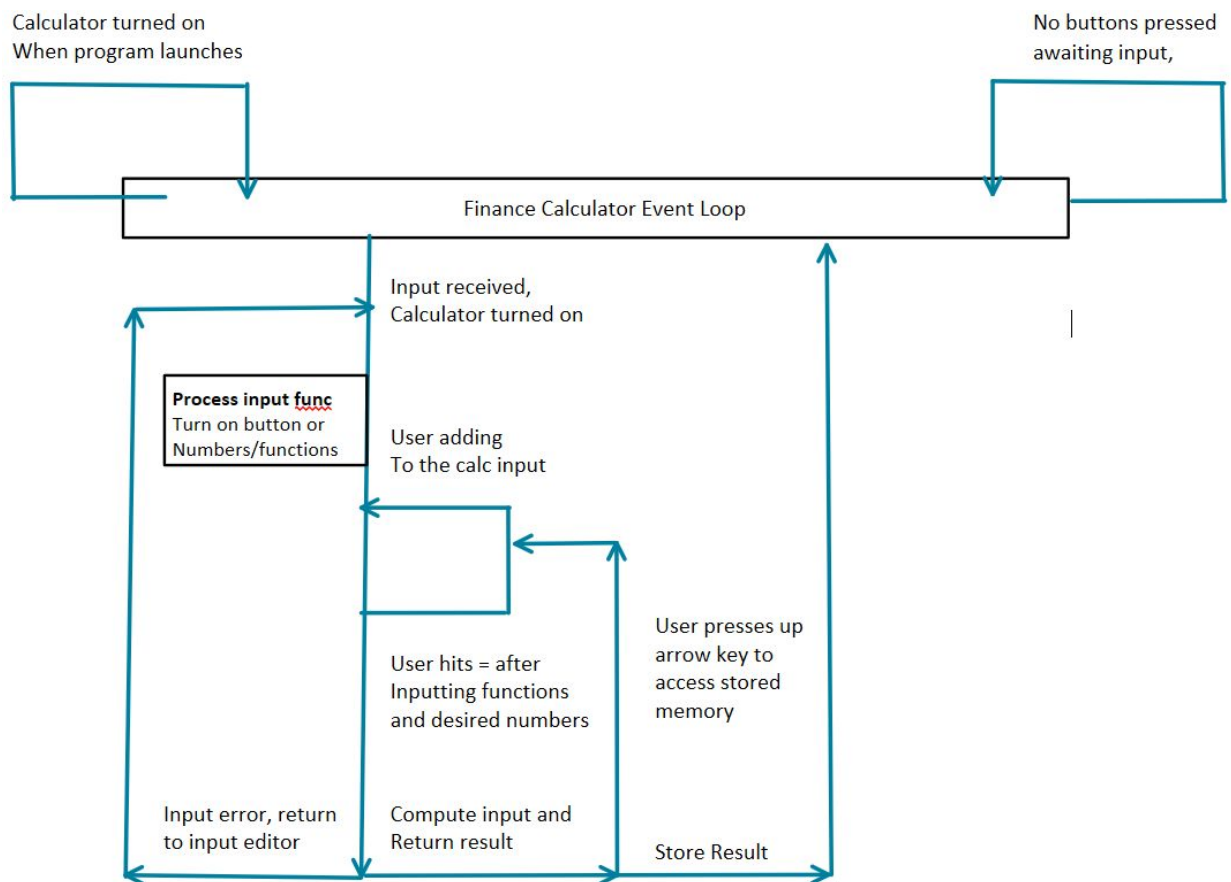 Calculator turned on
When program launches
No buttons pressed
awaiting input,
Finance Calculator Event Loop
Input received,
Calculator turned on
Process input func
Turn on button or
Numbers/functions
User adding
To the calc input
User hits = after
Inputting functions
and desired numbers
User presses up
arrow key to
access stored
memory
Input error, return
to input editor
Compute input and
Return result
Store Result